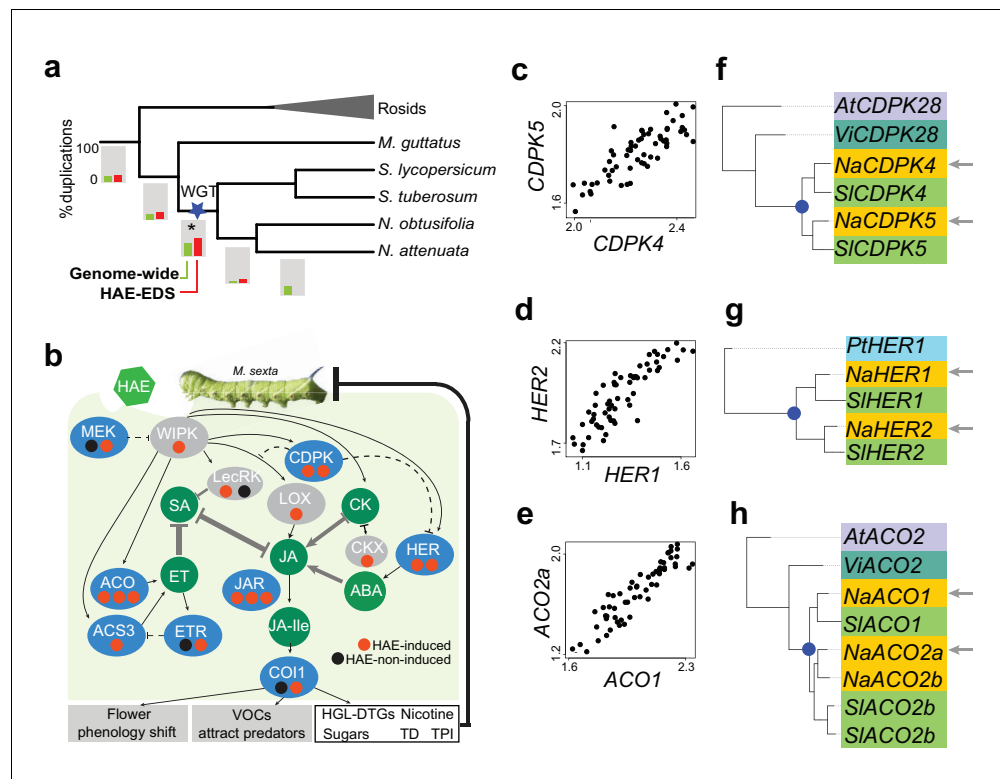 a
Rosids
M. guttatus
S. lycopersicum
S. tuberosum
N. obtusifolia
N. attenuata
% duplications
100
0
WGT
*
Genome-wide
HAE-EDS
b
HAE
M. sexta
MEK
WIPK
CDPK
LecRK
LOX
CK
SA
CKX
HER
JA
ACO
ET
JAR
ABA
ACS3
ETR
JA-Ile
HAE-induced
HAE-non-induced
COI1
Flower
phenology shift
VOCs
attract predators
HGL-DTGs Nicotine
Sugars TD TPI
c
2.0
CDPK5
1.6
2.0 2.4
CDPK4
d
2.2
HER2
1.7
1.1 1.6
HER1
e
2.0
ACO2a
1.2
1.6 2.3
ACO1
f
AtCDPK28
ViCDPK28
NaCDPK4
SlCDPK4
NaCDPK5
SlCDPK5
g
PtHER1
NaHER1
SlHER1
NaHER2
SlHER2
h
AtACO2
ViACO2
NaACO1
SlACO1
NaACO2a
NaACO2b
SlACO2b
SlACO2b